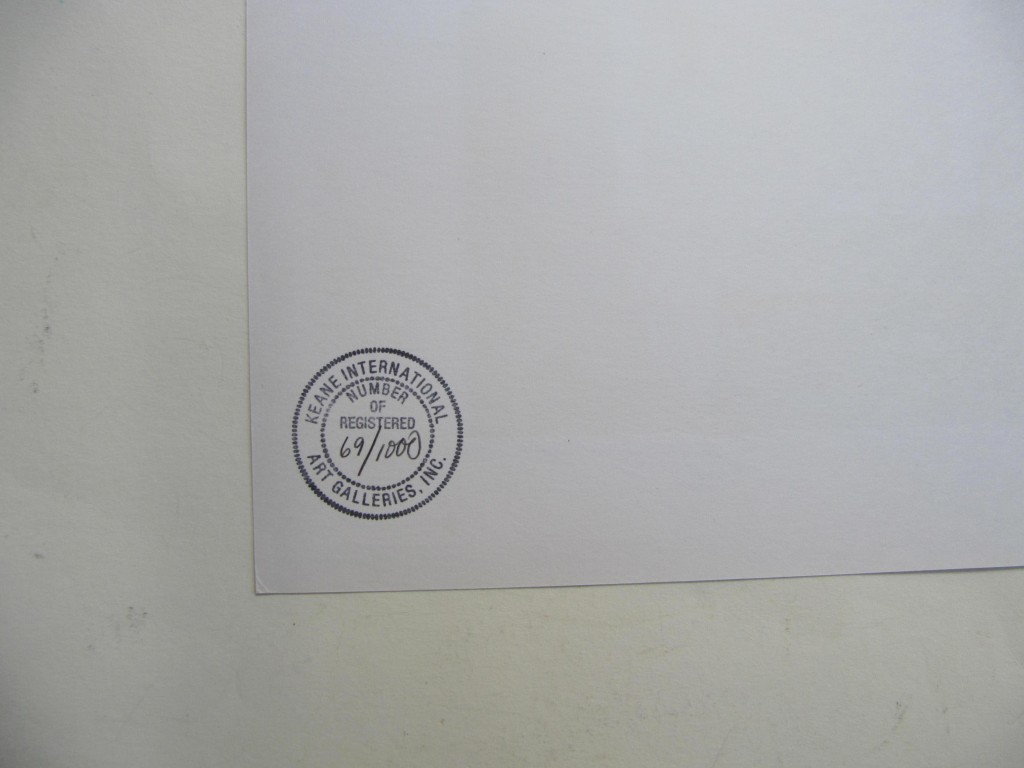 KEANE INTERNATIONAL
NUMBER
OF
REGISTERED
69/1000
ART GALLERIES, INC.